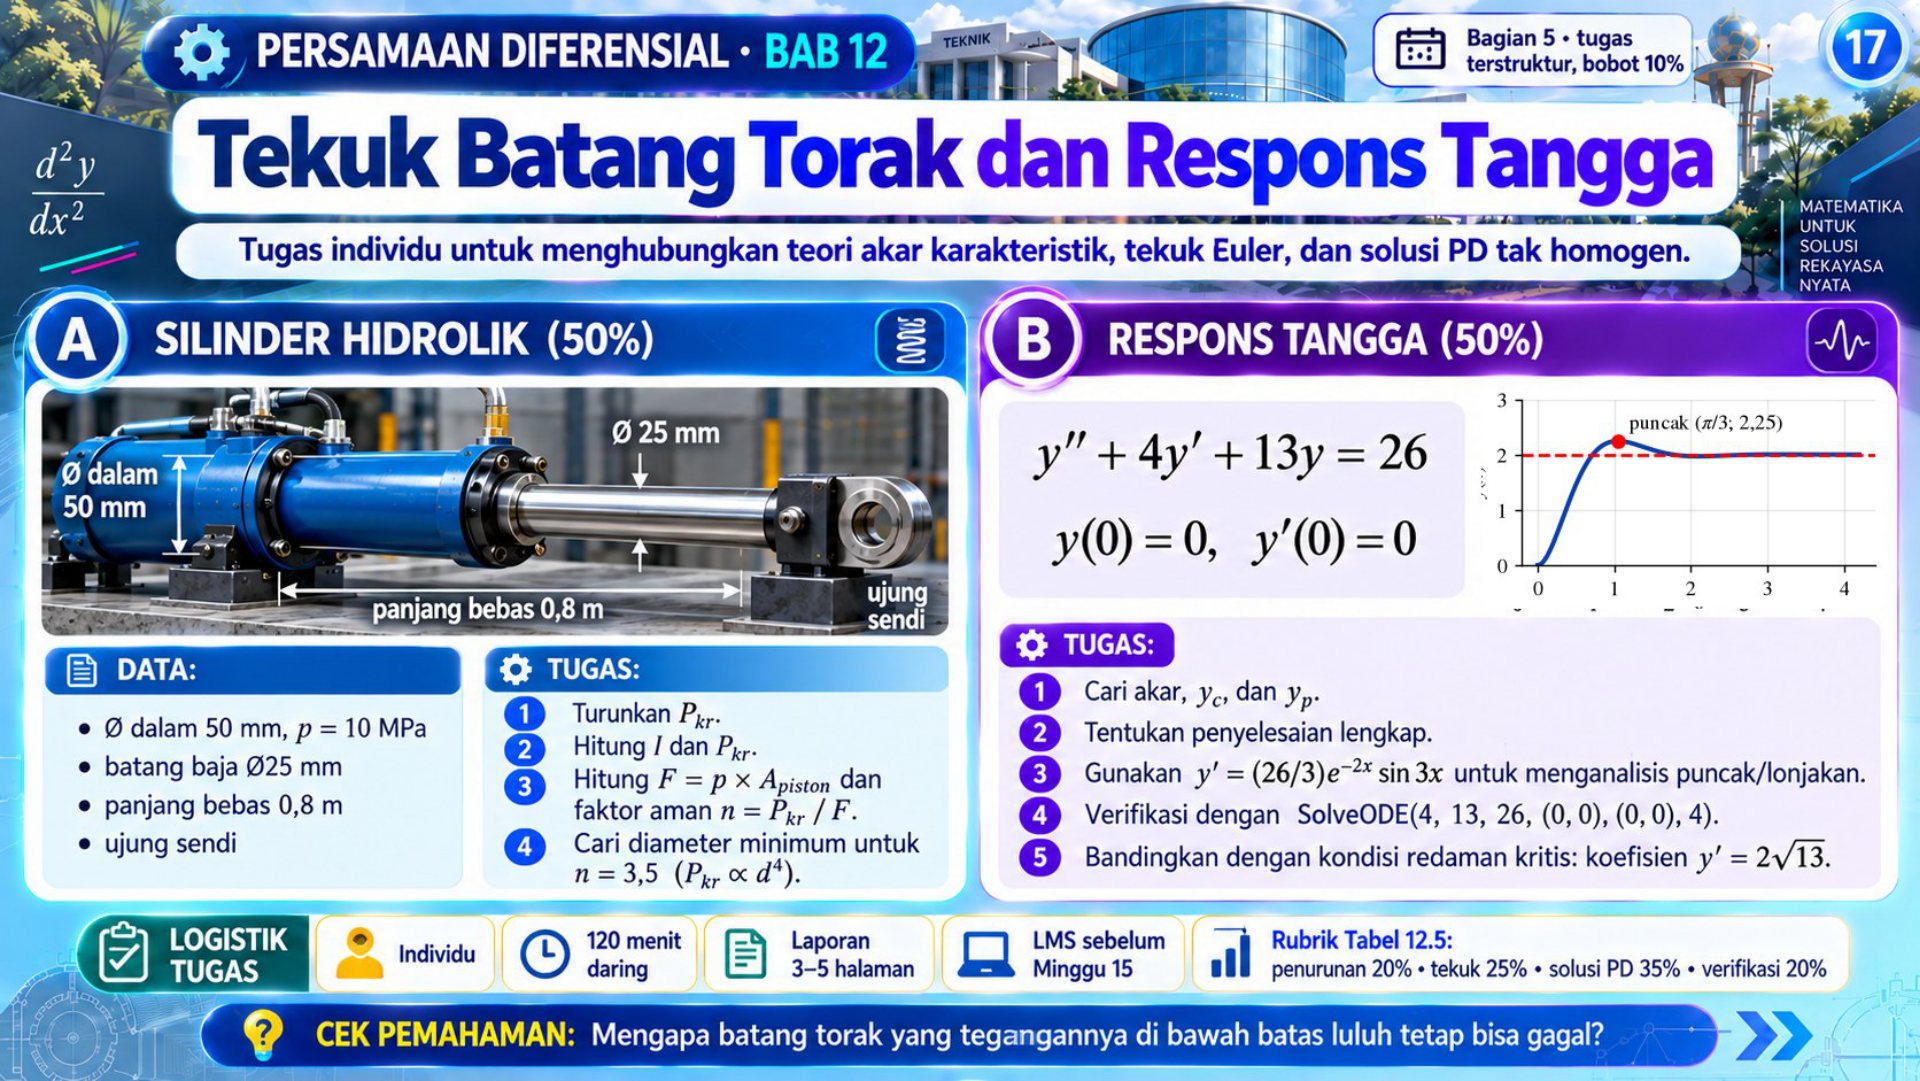 PERSAMAAN DIFERENSIAL • BAB 12
TEKNIK
Bagian 5 • tugas
terstruktur, bobot 10%
17
d²y
dx²
Tekuk Batang Torak dan Respons Tangga
Tugas individu untuk menghubungkan teori akar karakteristik, tekuk Euler, dan solusi PD tak homogen.
MATEMATIKA
UNTUK
SOLUSI
REKAYASA
NYATA
A
SILINDER HIDROLIK (50%)
Ø dalam
50 mm
Ø 25 mm
panjang bebas 0,8 m
ujung
sendi
DATA:
• Ø dalam 50 mm, p = 10 MPa
• batang baja Ø25 mm
• panjang bebas 0,8 m
• ujung sendi
TUGAS:
1 Turunkan Pkr.
2 Hitung I dan Pkr.
3 Hitung F = p × Apiston dan
faktor aman n = Pkr / F.
4 Cari diameter minimum untuk
n = 3,5 (Pkr ∝ d⁴).
B
RESPONS TANGGA (50%)
y″ + 4y′ + 13y = 26
y(0) = 0, y′(0) = 0
3
puncak (π/3; 2,25)
2
1
0
0 1 2 3 4
TUGAS:
1 Cari akar, yc, dan yp.
2 Tentukan penyelesaian lengkap.
3 Gunakan y′ = (26/3)e⁻²ˣ sin 3x untuk menganalisis puncak/lonjakan.
4 Verifikasi dengan SolveODE(4, 13, 26, (0, 0), (0, 0), 4).
5 Bandingkan dengan kondisi redaman kritis: koefisien y′ = 2√13.
LOGISTIK
TUGAS
Individu
120 menit
daring
Laporan
3–5 halaman
LMS sebelum
Minggu 15
Rubrik Tabel 12.5:
penurunan 20% • tekuk 25% • solusi PD 35% • verifikasi 20%
CEK PEMAHAMAN: Mengapa batang torak yang tegangannya di bawah batas luluh tetap bisa gagal?